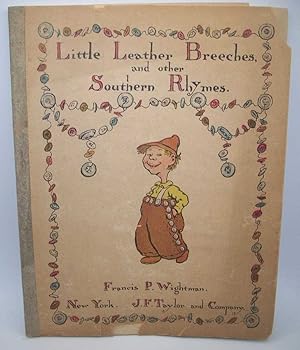 Little Leather Breeches,
and other
Southern Rhymes.
Francis P. Wightman.
New York. J.F. Taylor and Company.